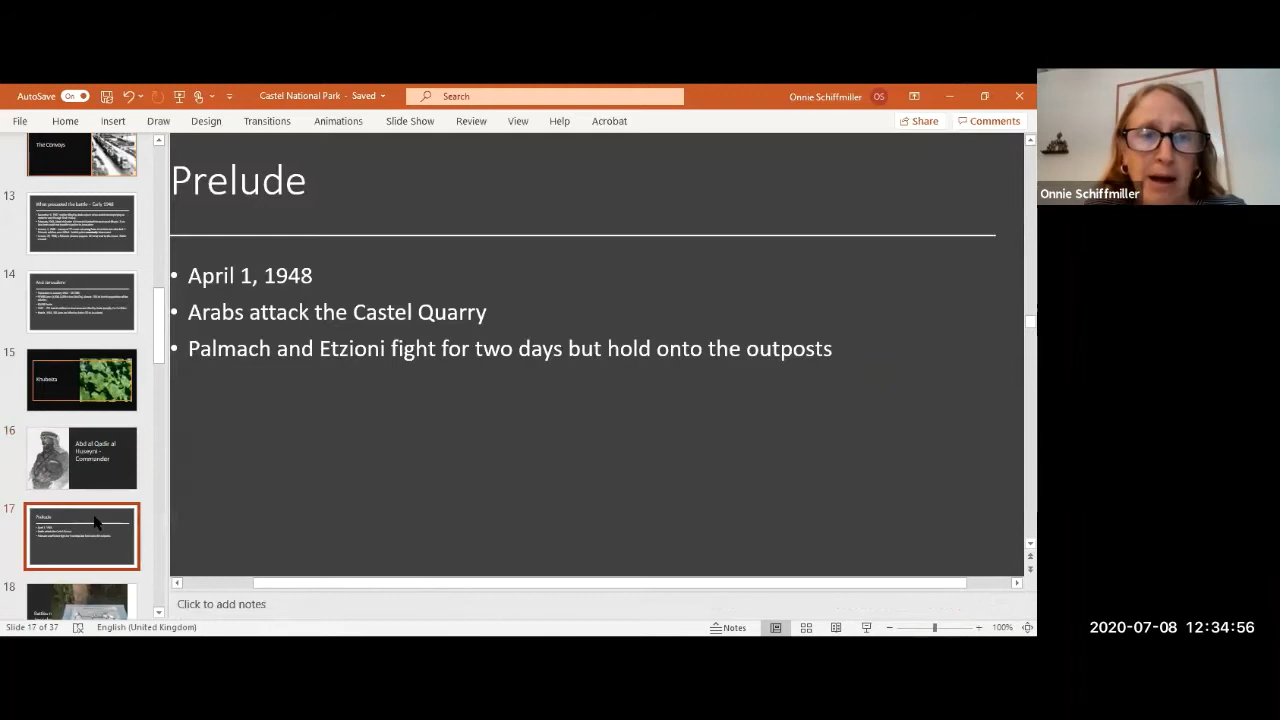 AutoSave On
Castel National Park - Saved
Search
Onnie Schiffmiller OS
File Home Insert Draw Design Transitions Animations Slide Show Review View Help Acrobat
Share Comments
The Convoys
13
What preceeded the battle - Early 1948
14
15
Khubeiza
16
Abd al Qadir al
Huseyni -
Commander
17
Prelude
18
Prelude
• April 1, 1948
• Arabs attack the Castel Quarry
• Palmach and Etzioni fight for two days but hold onto the outposts
Click to add notes
Slide 17 of 37 English (United Kingdom) Notes 100%
Onnie Schiffmiller
2020-07-08 12:34:56